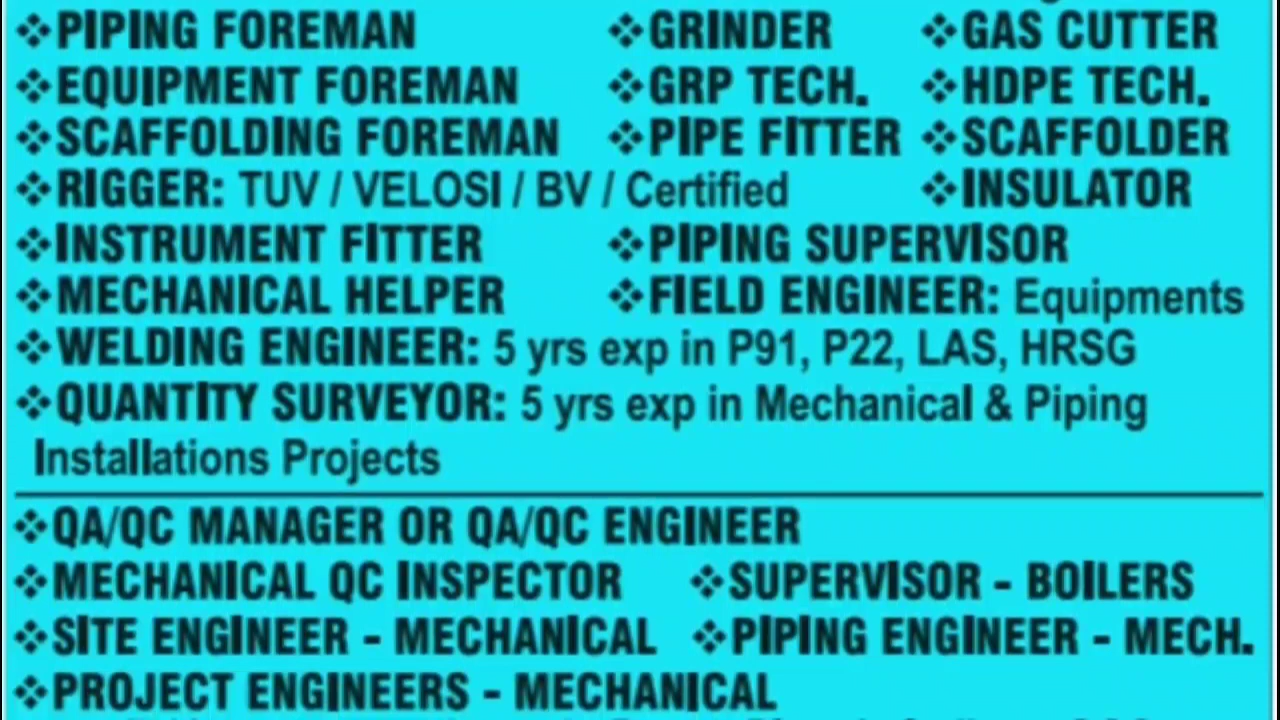 ❖PIPING FOREMAN ❖GRINDER ❖GAS CUTTER
❖EQUIPMENT FOREMAN ❖GRP TECH. ❖HDPE TECH.
❖SCAFFOLDING FOREMAN ❖PIPE FITTER ❖SCAFFOLDER
❖RIGGER: TUV / VELOSI / BV / Certified ❖INSULATOR
❖INSTRUMENT FITTER ❖PIPING SUPERVISOR
❖MECHANICAL HELPER ❖FIELD ENGINEER: Equipments
❖WELDING ENGINEER: 5 yrs exp in P91, P22, LAS, HRSG
❖QUANTITY SURVEYOR: 5 yrs exp in Mechanical & Piping
Installations Projects
❖QA/QC MANAGER OR QA/QC ENGINEER
❖MECHANICAL QC INSPECTOR ❖SUPERVISOR - BOILERS
❖SITE ENGINEER - MECHANICAL ❖PIPING ENGINEER - MECH.
❖PROJECT ENGINEERS - MECHANICAL